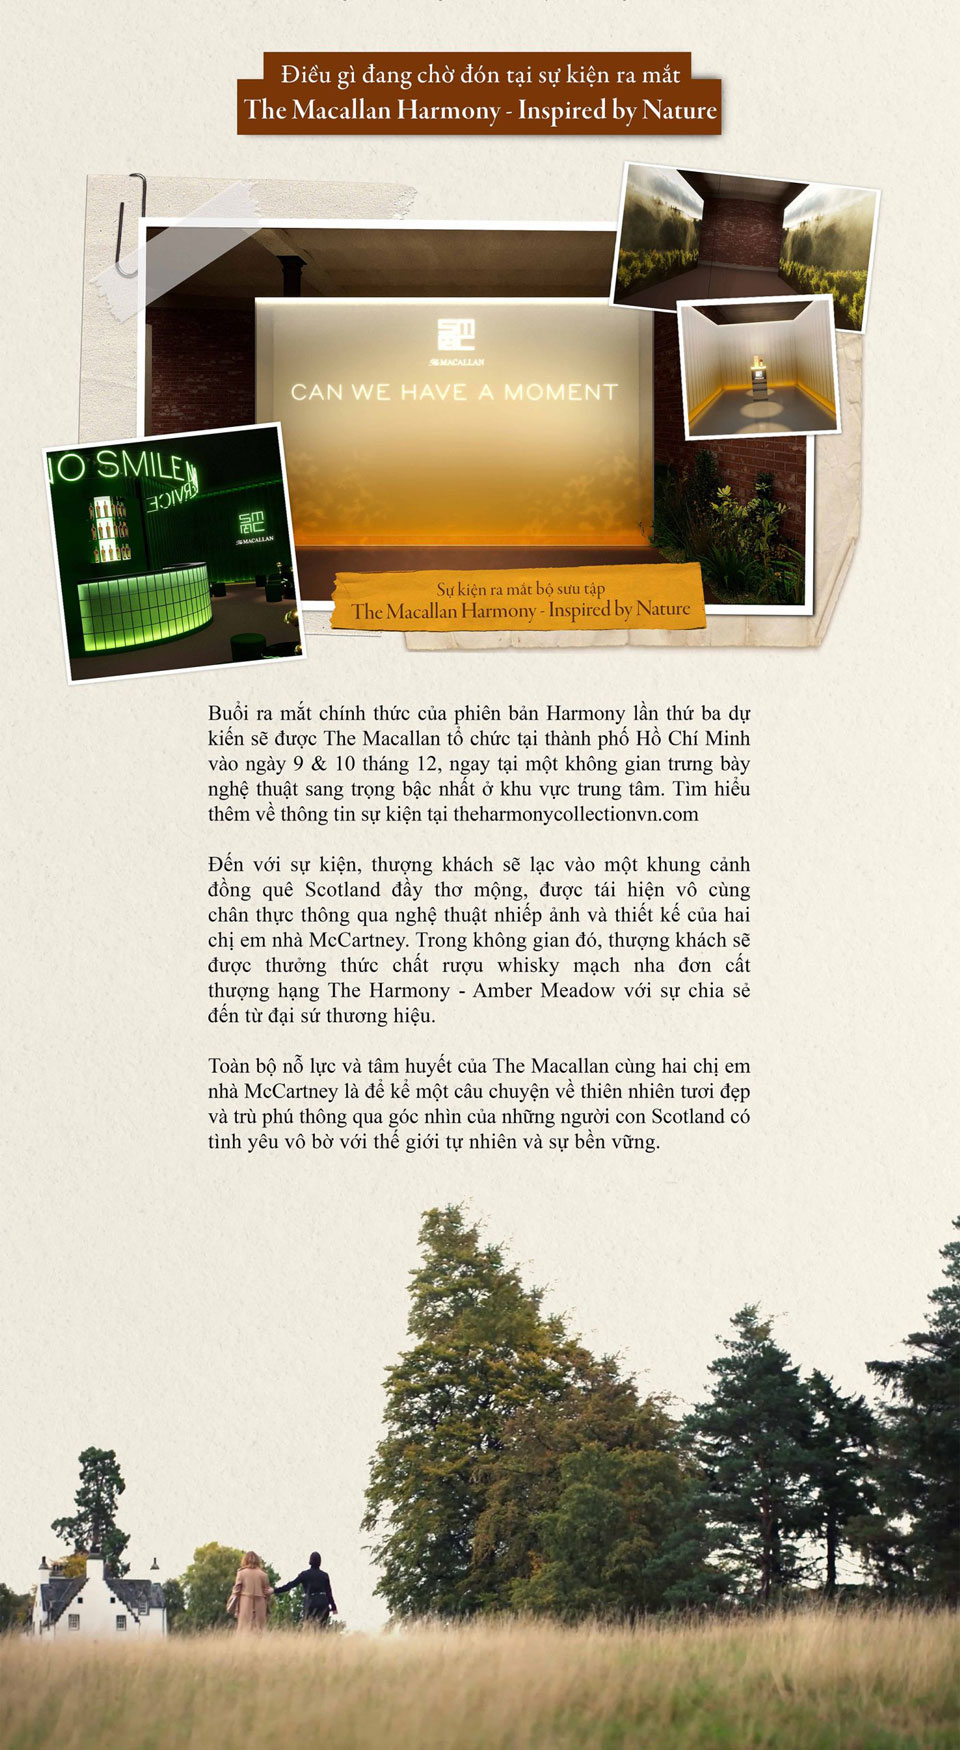 Điều gì đang chờ đón tại sự kiện ra mắt
The Macallan Harmony - Inspired by Nature
The MACALLAN
CAN WE HAVE A MOMENT
NO SMILE
The MACALLAN
Sự kiện ra mắt bộ sưu tập
The Macallan Harmony - Inspired by Nature
Buổi ra mắt chính thức của phiên bản Harmony lần thứ ba dự
kiến sẽ được The Macallan tổ chức tại thành phố Hồ Chí Minh
vào ngày 9 & 10 tháng 12, ngay tại một không gian trưng bày
nghệ thuật sang trọng bậc nhất ở khu vực trung tâm. Tìm hiểu
thêm về thông tin sự kiện tại theharmonycollectionvn.com
Đến với sự kiện, thượng khách sẽ lạc vào một khung cảnh
đồng quê Scotland đầy thơ mộng, được tái hiện vô cùng
chân thực thông qua nghệ thuật nhiếp ảnh và thiết kế của hai
chị em nhà McCartney. Trong không gian đó, thượng khách sẽ
được thưởng thức chất rượu whisky mạch nha đơn cất
thượng hạng The Harmony - Amber Meadow với sự chia sẻ
đến từ đại sứ thương hiệu.
Toàn bộ nỗ lực và tâm huyết của The Macallan cùng hai chị em
nhà McCartney là để kể một câu chuyện về thiên nhiên tươi đẹp
và trù phú thông qua góc nhìn của những người con Scotland có
tình yêu vô bờ với thế giới tự nhiên và sự bền vững.